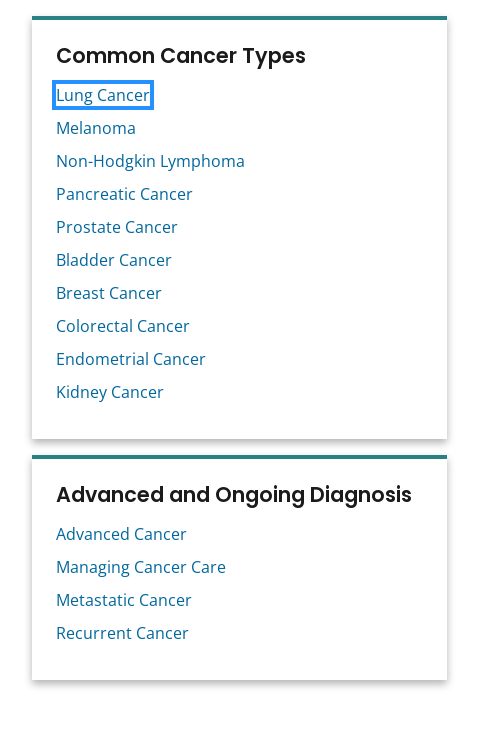 Common Cancer Types
Lung Cancer
Melanoma
Non-Hodgkin Lymphoma
Pancreatic Cancer
Prostate Cancer
Bladder Cancer
Breast Cancer
Colorectal Cancer
Endometrial Cancer
Kidney Cancer
Advanced and Ongoing Diagnosis
Advanced Cancer
Managing Cancer Care
Metastatic Cancer
Recurrent Cancer